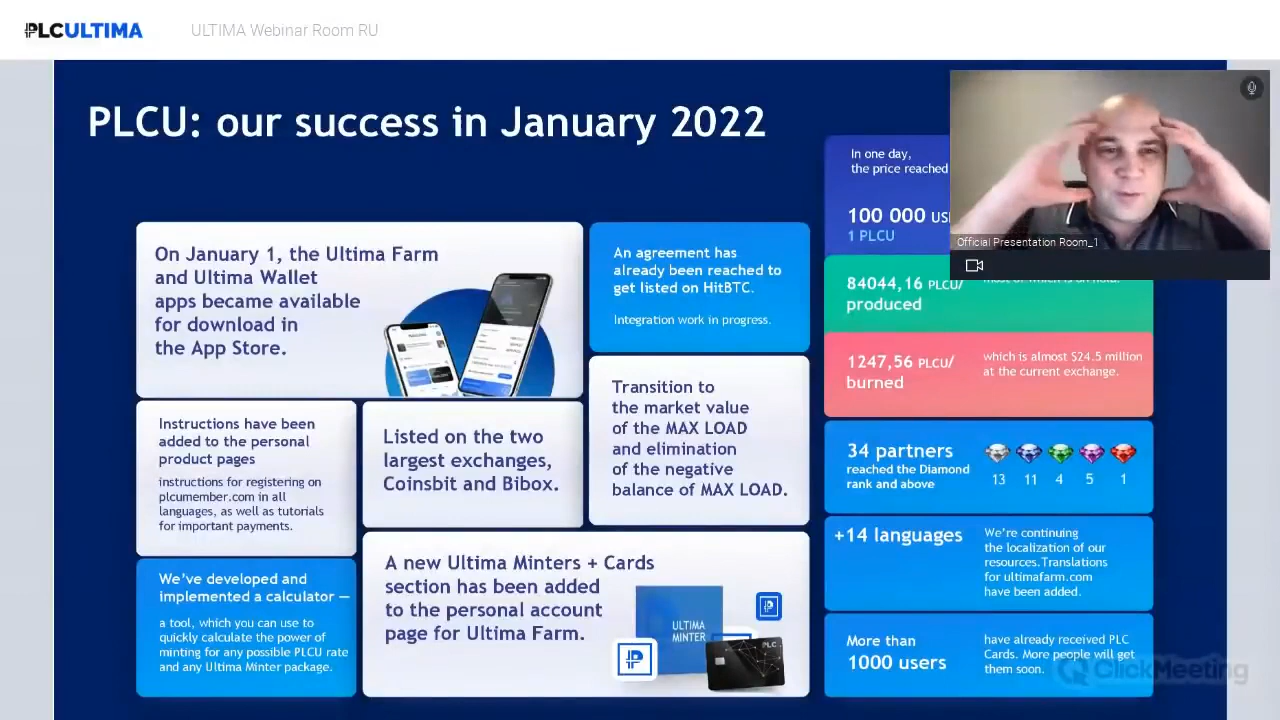 PLCULTIMA
ULTIMA Webinar Room RU
PLCU: our success in January 2022
On January 1, the Ultima Farm
and Ultima Wallet
apps became available
for download in
the App Store.
An agreement has
already been reached to
get listed on HitBTC.
Integration work in progress.
Instructions have been
added to the personal
product pages
instructions for registering on
plcumember.com in all
languages, as well as tutorials
for important payments.
Listed on the two
largest exchanges,
Coinsbit and Bibox.
Transition to
the market value
of the MAX LOAD
and elimination
of the negative
balance of MAX LOAD.
We've developed and
implemented a calculator —
a tool, which you can use to
quickly calculate the power of
minting for any possible PLCU rate
and any Ultima Minter package.
A new Ultima Minters + Cards
section has been added
to the personal account
page for Ultima Farm.
ULTIMA
MINTER
PLC
In one day,
the price reached
100 000
1 PLCU
Official Presentation Room_1
84044,16 PLCU/
produced
most of which is on hold.
1247,56 PLCU/
burned
which is almost $24.5 million
at the current exchange.
34 partners
reached the Diamond
rank and above
13 11 4 5 1
+14 languages
We're continuing
the localization of our
resources.Translations
for ultimafarm.com
have been added.
More than
1000 users
have already received PLC
Cards. More people will get
them soon.
ClickMeeting